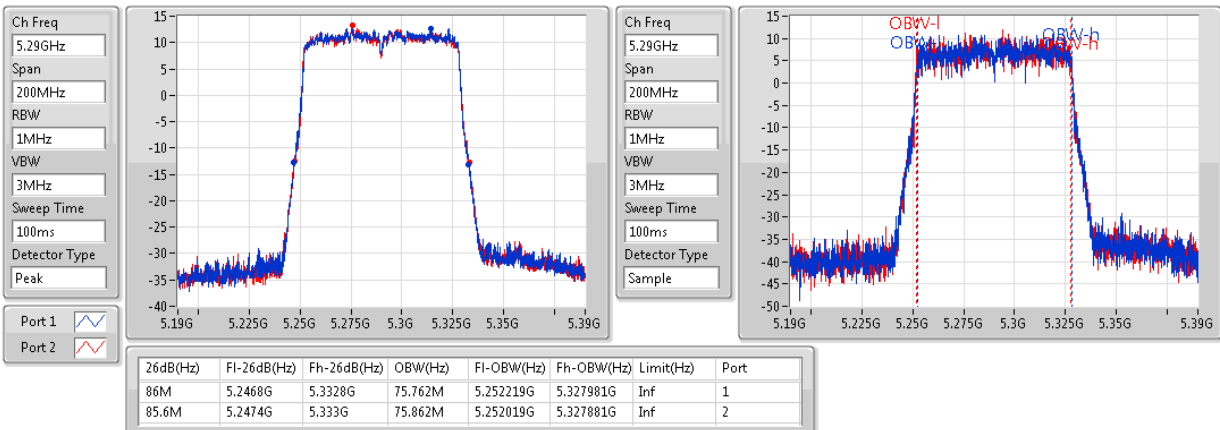 Ch Freq
5.29GHz
Span
200MHz
RBW
1MHz
VBW
3MHz
Sweep Time
100ms
Detector Type
Peak
Port 1
Port 2
15
10
5
0
-5
-10
-15
-20
-25
-30
-35
-40
5.19G 5.225G 5.25G 5.275G 5.3G 5.325G 5.35G 5.39G
Ch Freq
5.29GHz
Span
200MHz
RBW
1MHz
VBW
3MHz
Sweep Time
100ms
Detector Type
Sample
15
10
5
0
-5
-10
-15
-20
-25
-30
-35
-40
-45
-50
OBW-l
OBW-h
5.19G 5.225G 5.25G 5.275G 5.3G 5.325G 5.35G 5.39G
26dB(Hz) Fl-26dB(Hz) Fh-26dB(Hz) OBW(Hz) Fl-OBW(Hz) Fh-OBW(Hz) Limit(Hz) Port
86M 5.2468G 5.3328G 75.762M 5.252219G 5.327981G Inf 1
85.6M 5.2474G 5.333G 75.862M 5.252019G 5.327881G Inf 2